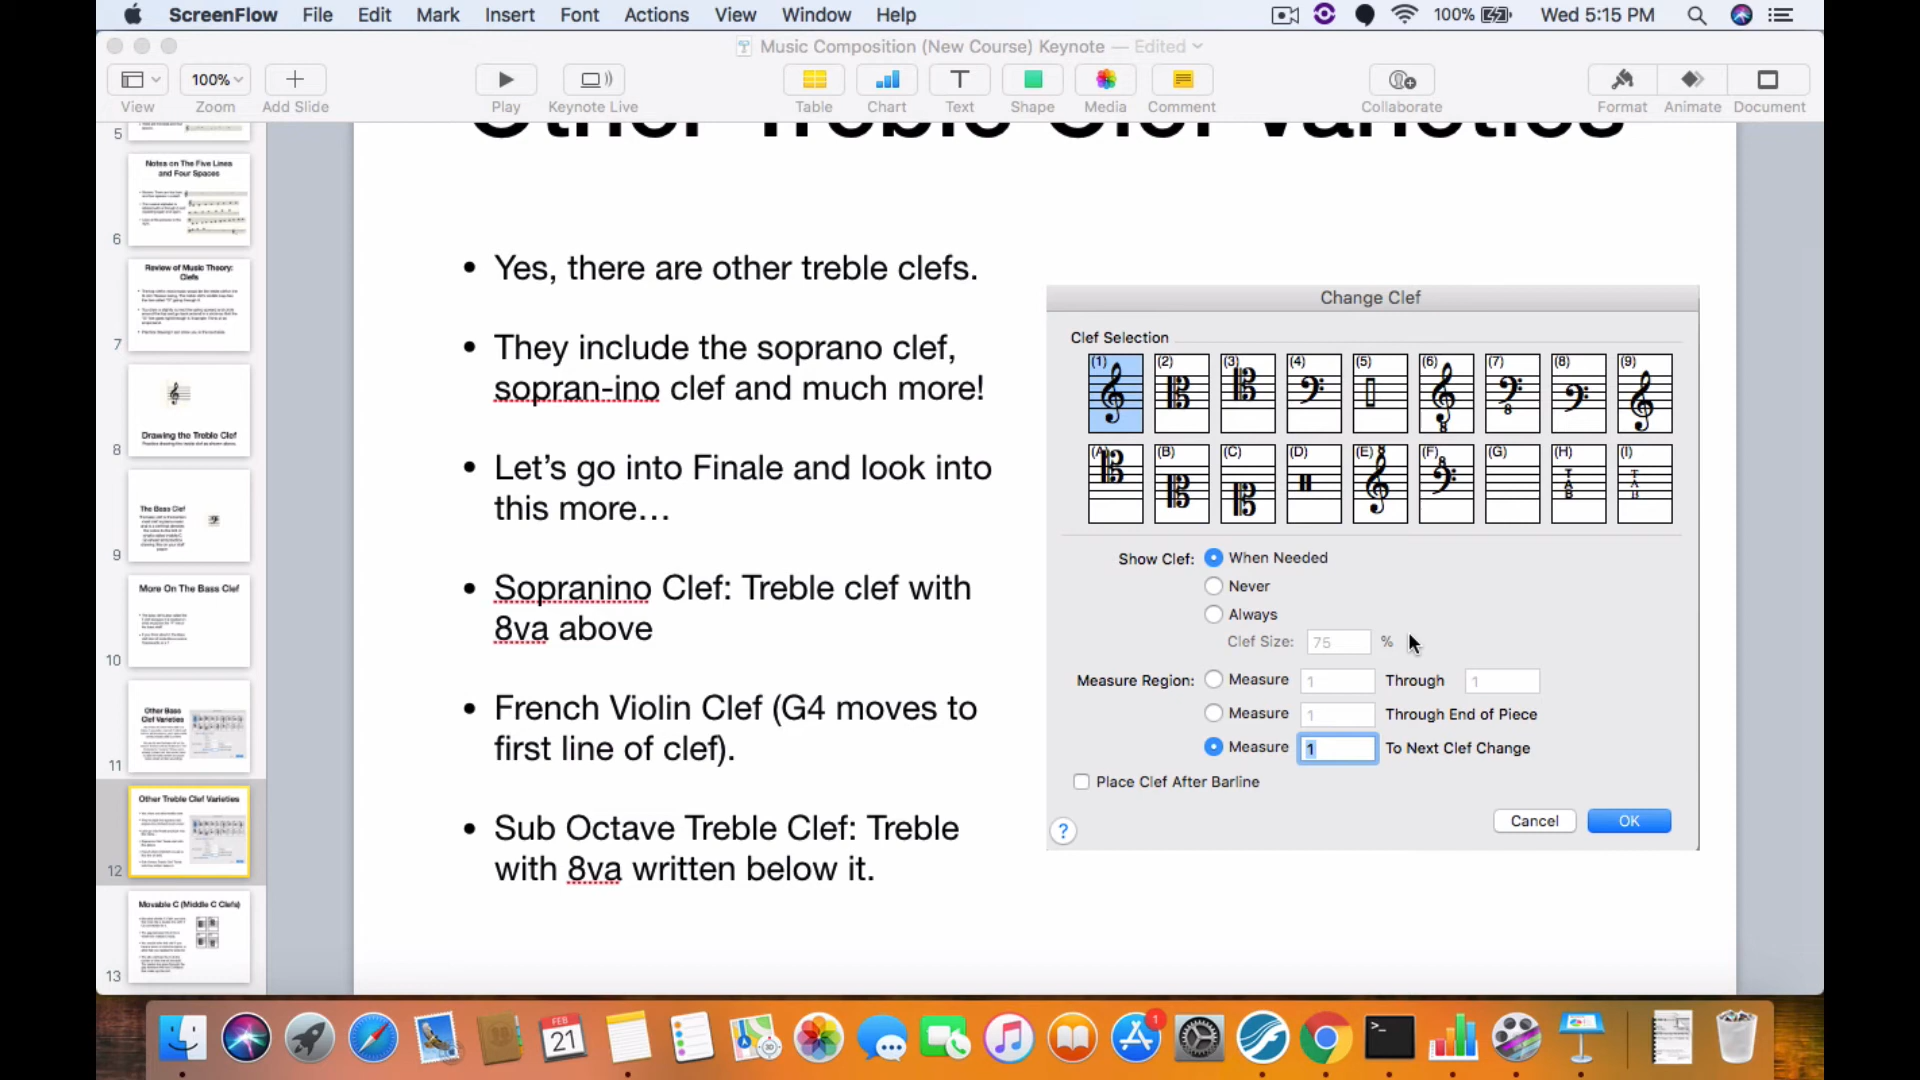 ScreenFlow File Edit Mark Insert Font Actions View Window Help 100% Wed 5:15 PM
Music Composition (New Course) Keynote — Edited
100%
View Zoom Add Slide Play Keynote Live Table Chart Text Shape Media Comment Collaborate Format Animate Document
Other Treble Clef Varieties
5
Notes on The Five Lines
and Four Spaces
6
Review of Music Theory:
Clefs
7
Drawing the Treble Clef
8
The Bass Clef
9
More On The Bass Clef
10
Other Bass
Clef Varieties
11
Other Treble Clef Varieties
12
Movable C (Middle C Clefs)
13
• Yes, there are other treble clefs.
• They include the soprano clef,
sopran-ino clef and much more!
• Let’s go into Finale and look into
this more…
• Sopranino Clef: Treble clef with
8va above
• French Violin Clef (G4 moves to
first line of clef).
• Sub Octave Treble Clef: Treble
with 8va written below it.
Change Clef
Clef Selection
(1) (2) (3) (4) (5) (6) (7) (8) (9)
(A) (B) (C) (D) (E) (F) (G) (H) (I)
Show Clef: When Needed
Never
Always
Clef Size: 75 %
Measure Region: Measure 1 Through 1
Measure 1 Through End of Piece
Measure 1 To Next Clef Change
Place Clef After Barline
? Cancel OK
FEB
21
3D
1